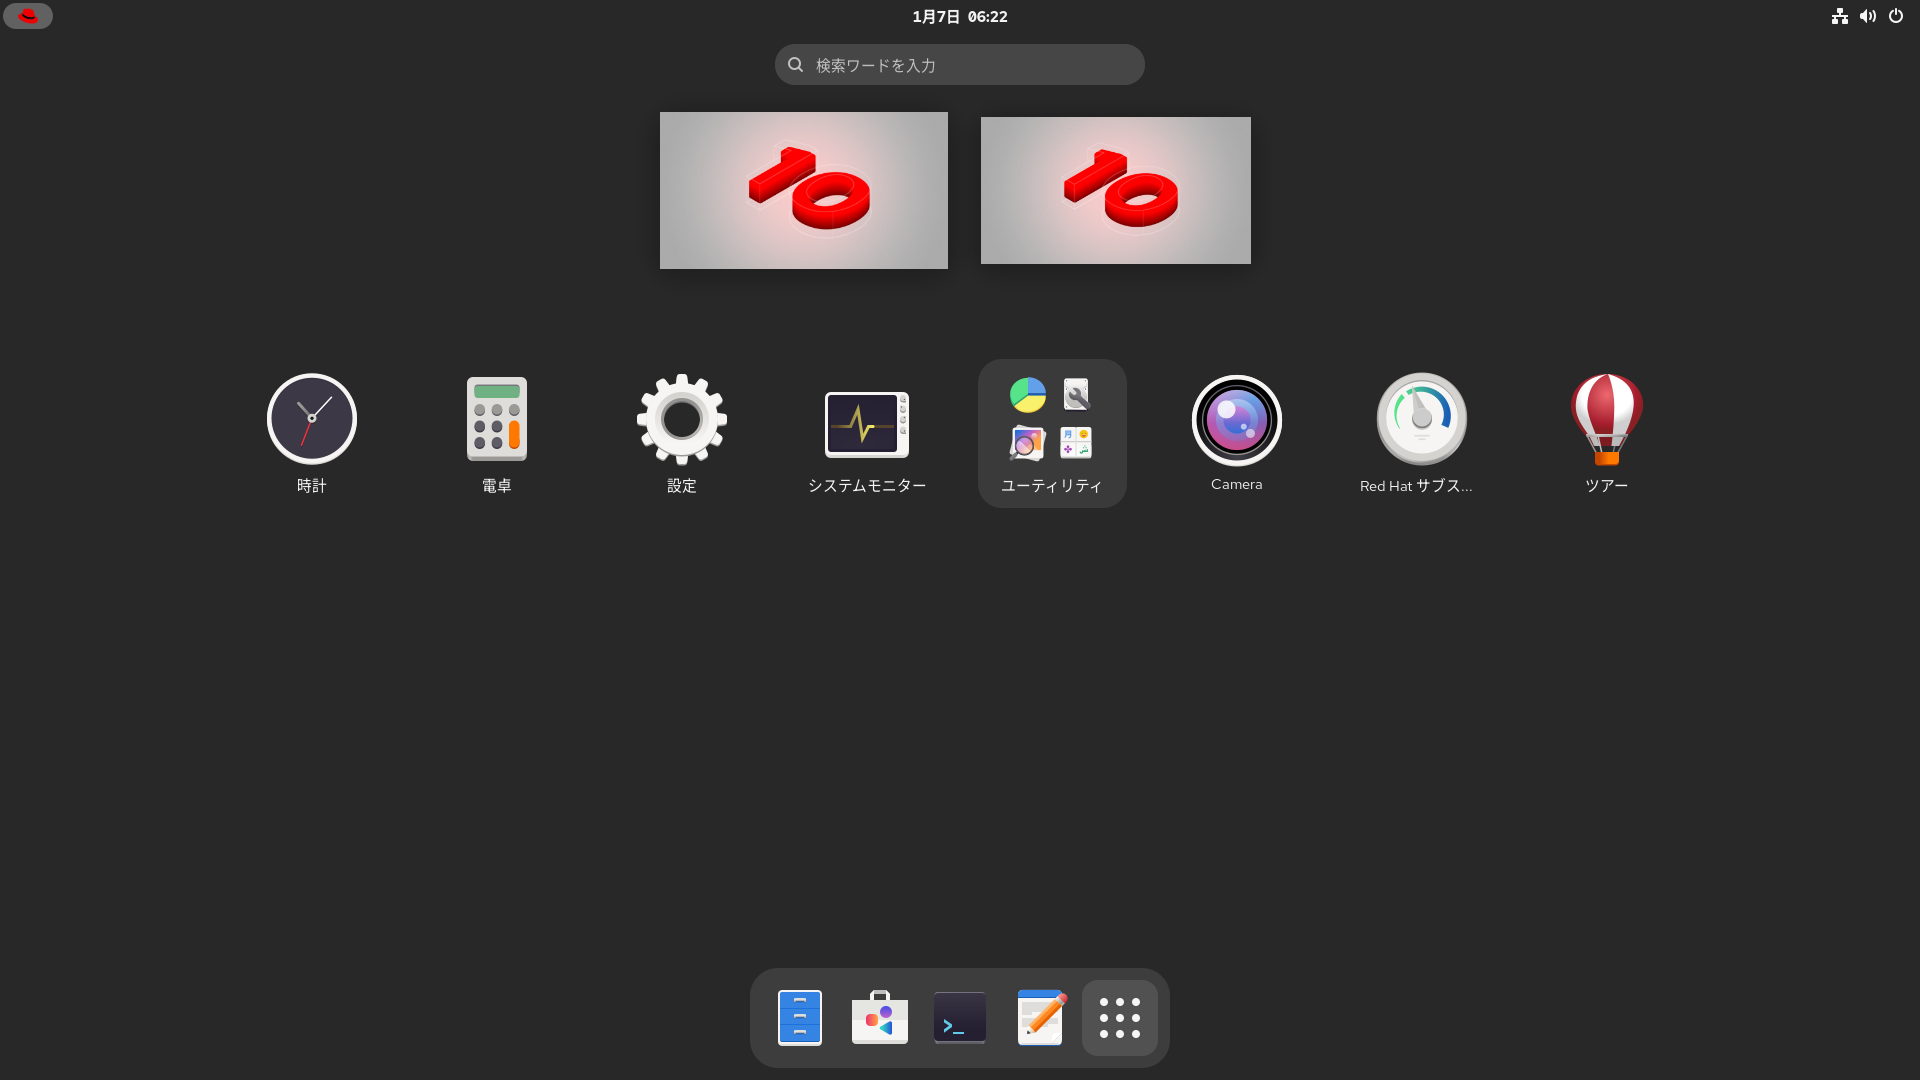 1月7日 06:22
検索ワードを入力
10
10
時計
電卓
設定
システムモニター
ユーティリティ
Camera
Red Hat サブス...
ツアー
>_